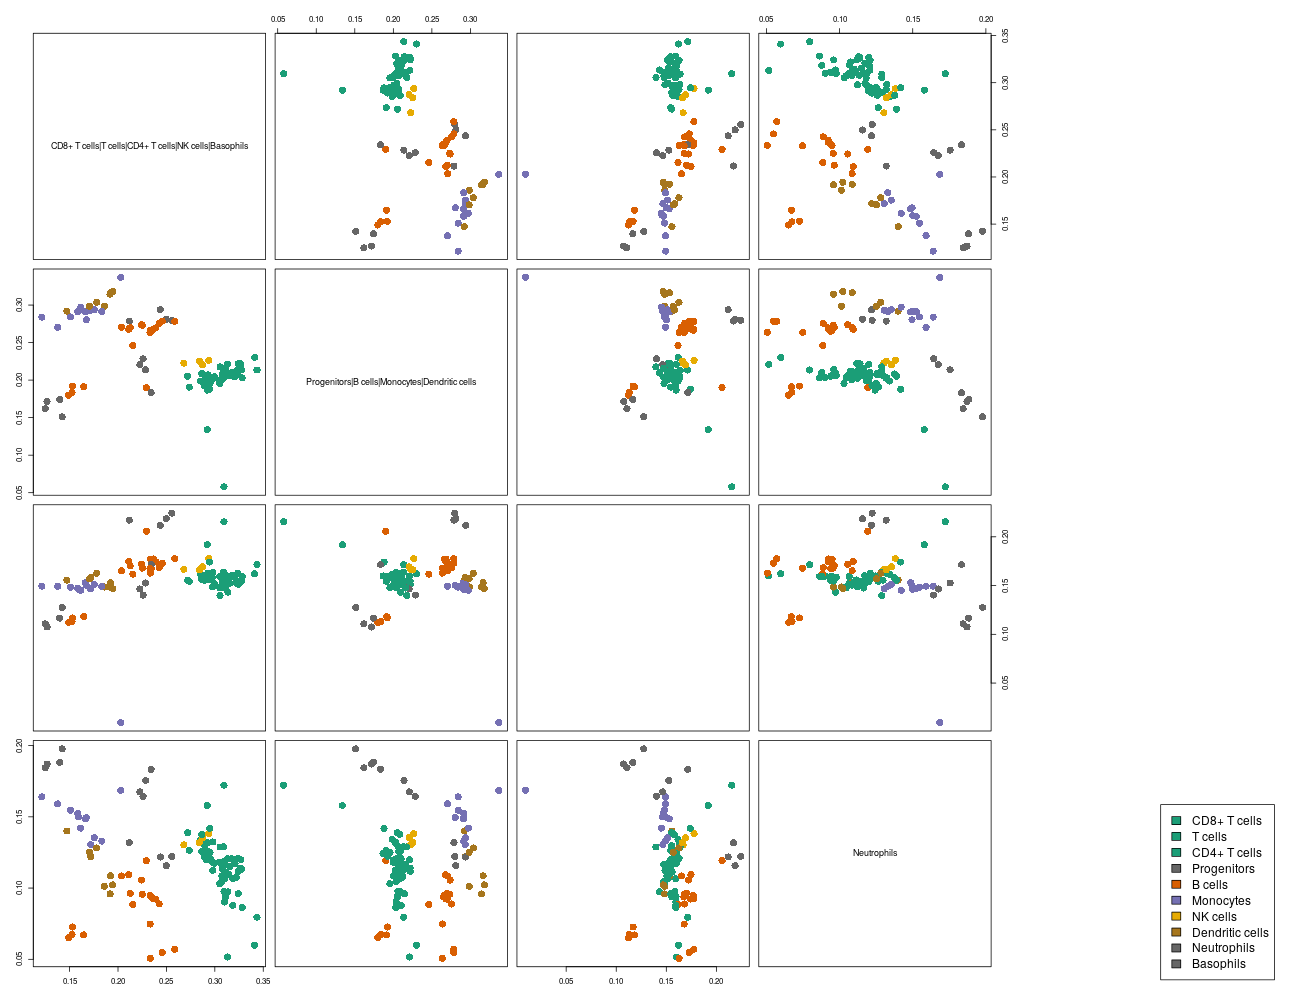 0.05 0.10 0.15 0.20 0.25 0.30
0.05 0.10 0.15 0.20
CD8+ T cells|T cells|CD4+ T cells|NK cells|Basophils
0.15 0.20 0.25 0.30 0.35
0.05 0.10 0.15 0.20 0.25 0.30
Progenitors|B cells|Monocytes|Dendritic cells
0.05 0.10 0.15 0.20
0.05 0.10 0.15 0.20
Neutrophils
0.15 0.20 0.25 0.30 0.35
0.05 0.10 0.15 0.20
CD8+ T cells
T cells
CD4+ T cells
Progenitors
B cells
Monocytes
NK cells
Dendritic cells
Neutrophils
Basophils